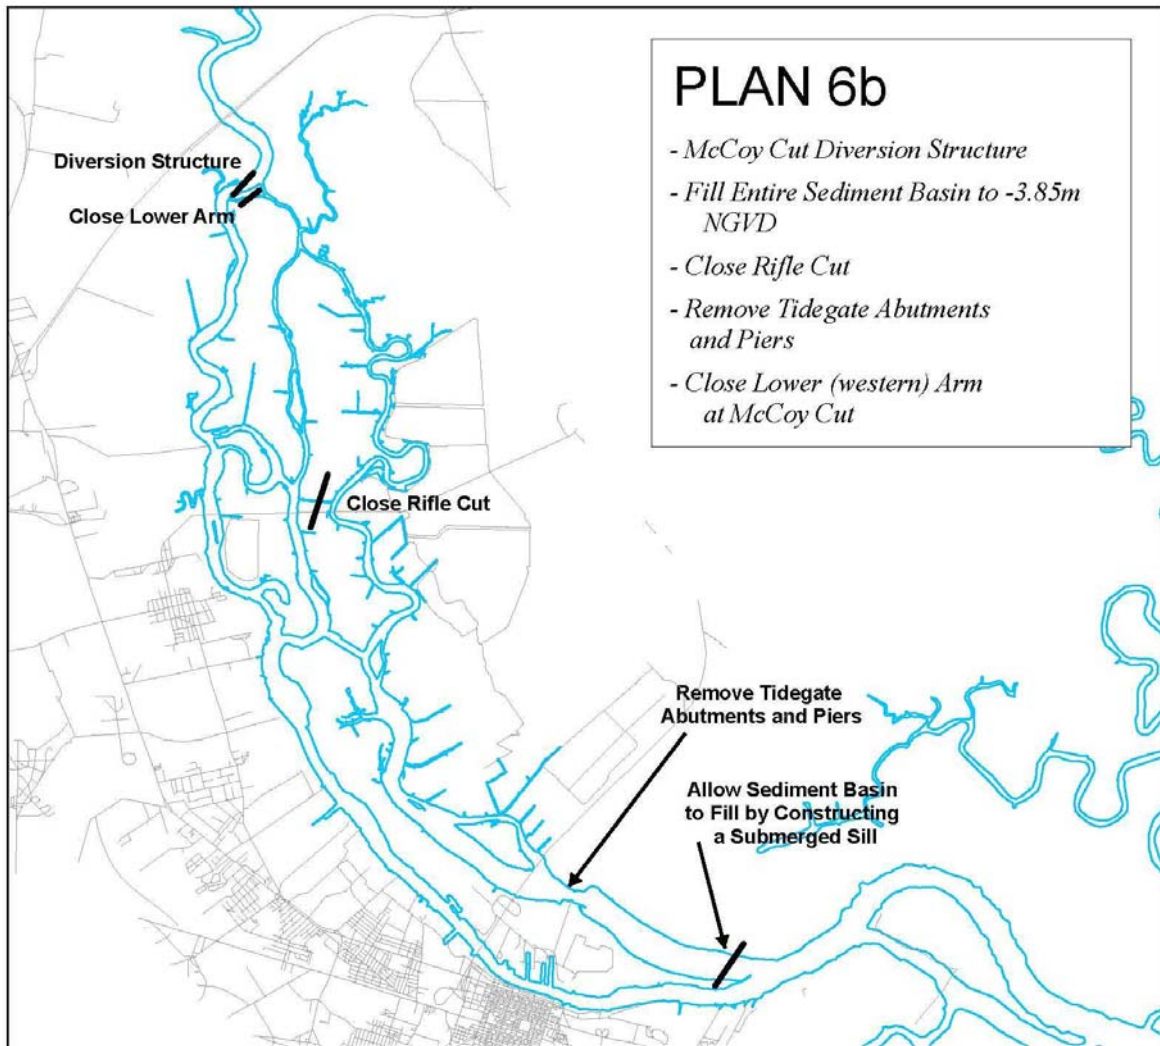 PLAN 6b
- McCoy Cut Diversion Structure
- Fill Entire Sediment Basin to -3.85m
NGVD
- Close Rifle Cut
- Remove Tidegate Abutments
and Piers
- Close Lower (western) Arm
at McCoy Cut
Diversion Structure
Close Lower Arm
Close Rifle Cut
Remove Tidegate
Abutments and Piers
Allow Sediment Basin
to Fill by Constructing
a Submerged Sill